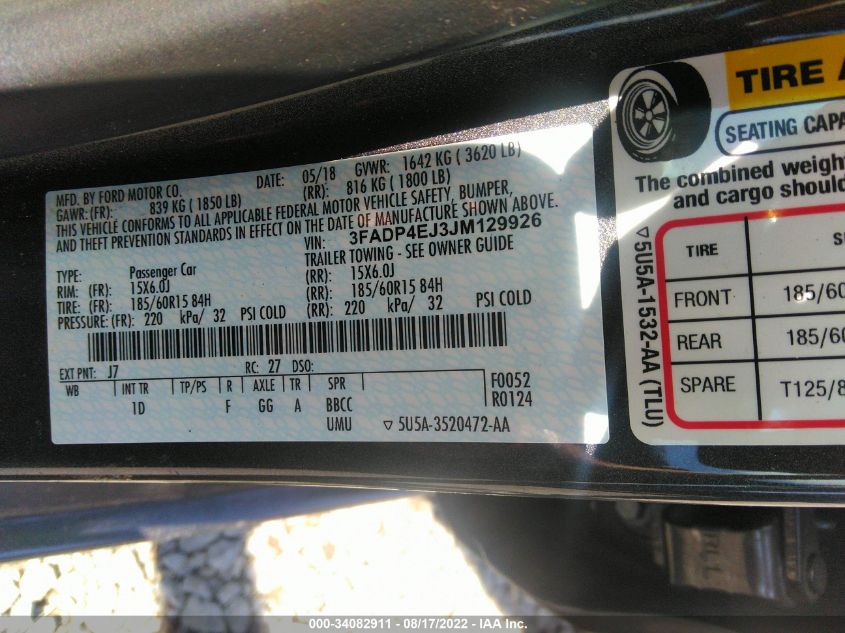 MFD. BY FORD MOTOR CO. DATE: 05/18 GVWR: 1642 KG ( 3620 LB)
GAWR: (FR): 839 KG ( 1850 LB) (RR): 816 KG ( 1800 LB)
THIS VEHICLE CONFORMS TO ALL APPLICABLE FEDERAL MOTOR VEHICLE SAFETY, BUMPER,
AND THEFT PREVENTION STANDARDS IN EFFECT ON THE DATE OF MANUFACTURE SHOWN ABOVE.
VIN: 3FADP4EJ3JM129926
TRAILER TOWING - SEE OWNER GUIDE
TYPE: Passenger Car
RIM: (FR) 15X6.0J (RR) 15X6.0J
TIRE: (FR) 185/60R15 84H (RR) 185/60R15 84H
PRESSURE: (FR) 220 kPa/ 32 PSI COLD (RR) 220 kPa/ 32 PSI COLD
EXT PNT: J7 RC: 27 DSO:
WB INT TR TP/PS R AXLE TR SPR F0052
1D F GG A BBCC R0124
UMU ▽ 5U5A-3520472-AA
TIRE
SEATING
The combined
and cargo
TIRE
FRONT 185/60
REAR 185/60
SPARE T125/8
▽ 5U5A-1532-AA (TLU)
000-34082911 - 08/17/2022 - IAA Inc.